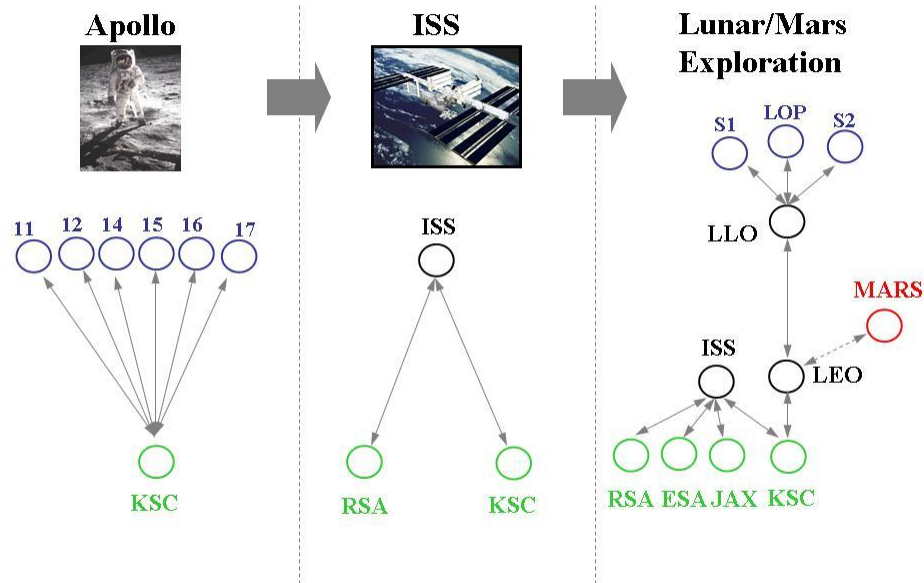 Apollo
ISS
Lunar/Mars
Exploration
11 12 14 15 16 17
KSC
ISS
RSA KSC
S1 LOP S2
LLO
MARS
ISS
LEO
RSA ESA JAX KSC